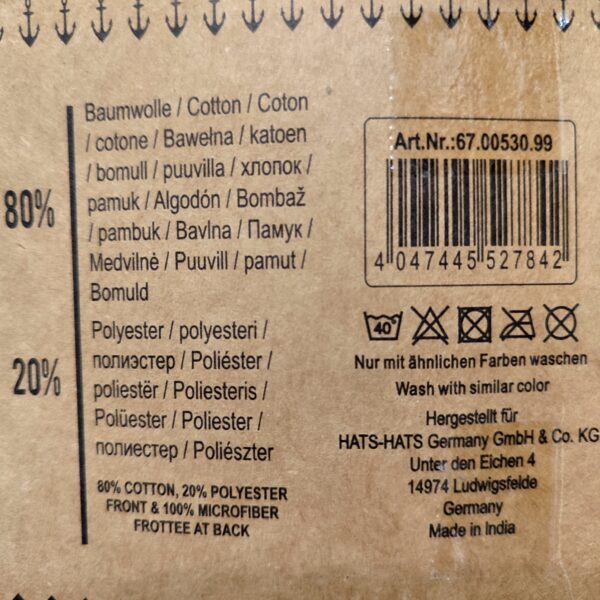 80%
Baumwolle / Cotton / Coton
/ cotone / Bawełna / katoen
/ bomull / puuvilla / хлопок /
pamuk / Algodón / Bombaž
/ pambuk / Bavlna / Памук /
Medvilnė / Puuvill / pamut /
Bomuld
20%
Polyester / polyesteri /
полиэстер / Poliéster /
poliestër / Poliesteris /
Polüester / Poliester /
полиестер / Poliészter
80% COTTON, 20% POLYESTER
FRONT & 100% MICROFIBER
FROTTEE AT BACK
Art.Nr.:67.00530.99
4 047445 527842
40°
Nur mit ähnlichen Farben waschen
Wash with similar color
Hergestellt für
HATS-HATS Germany GmbH & Co. KG
Unter den Eichen 4
14974 Ludwigsfelde
Germany
Made in India